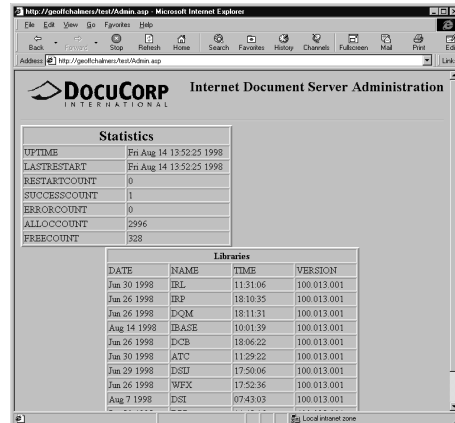 http://geoffchalmers/test/Admin.asp - Microsoft Internet Explorer
File Edit View Go Favorites Help
Back Forward Stop Refresh Home Search Favorites History Channels Fullscreen Mail Print Edit
Address http://geoffchalmers/test/Admin.asp Links
DOCUCORP
INTERNATIONAL
Internet Document Server Administration
Statistics
UPTIME Fri Aug 14 13:52:25 1998
LASTRESTART Fri Aug 14 13:52:25 1998
RESTARTCOUNT 0
SUCCESSCOUNT 1
ERRORCOUNT 0
ALLOCCOUNT 2996
FREECOUNT 328
Libraries
DATE NAME TIME VERSION
Jun 30 1998 IRL 11:31:06 100.013.001
Jun 26 1998 IRP 18:10:35 100.013.001
Jun 26 1998 DQM 18:11:31 100.013.001
Aug 14 1998 IBASE 10:01:39 100.013.001
Jun 26 1998 DCB 18:06:22 100.013.001
Jun 30 1998 ATC 11:29:22 100.013.001
Jun 29 1998 DSIJ 17:50:06 100.013.001
Jun 26 1998 WFX 17:52:36 100.013.001
Aug 7 1998 DSI 07:43:03 100.013.001
Local intranet zone